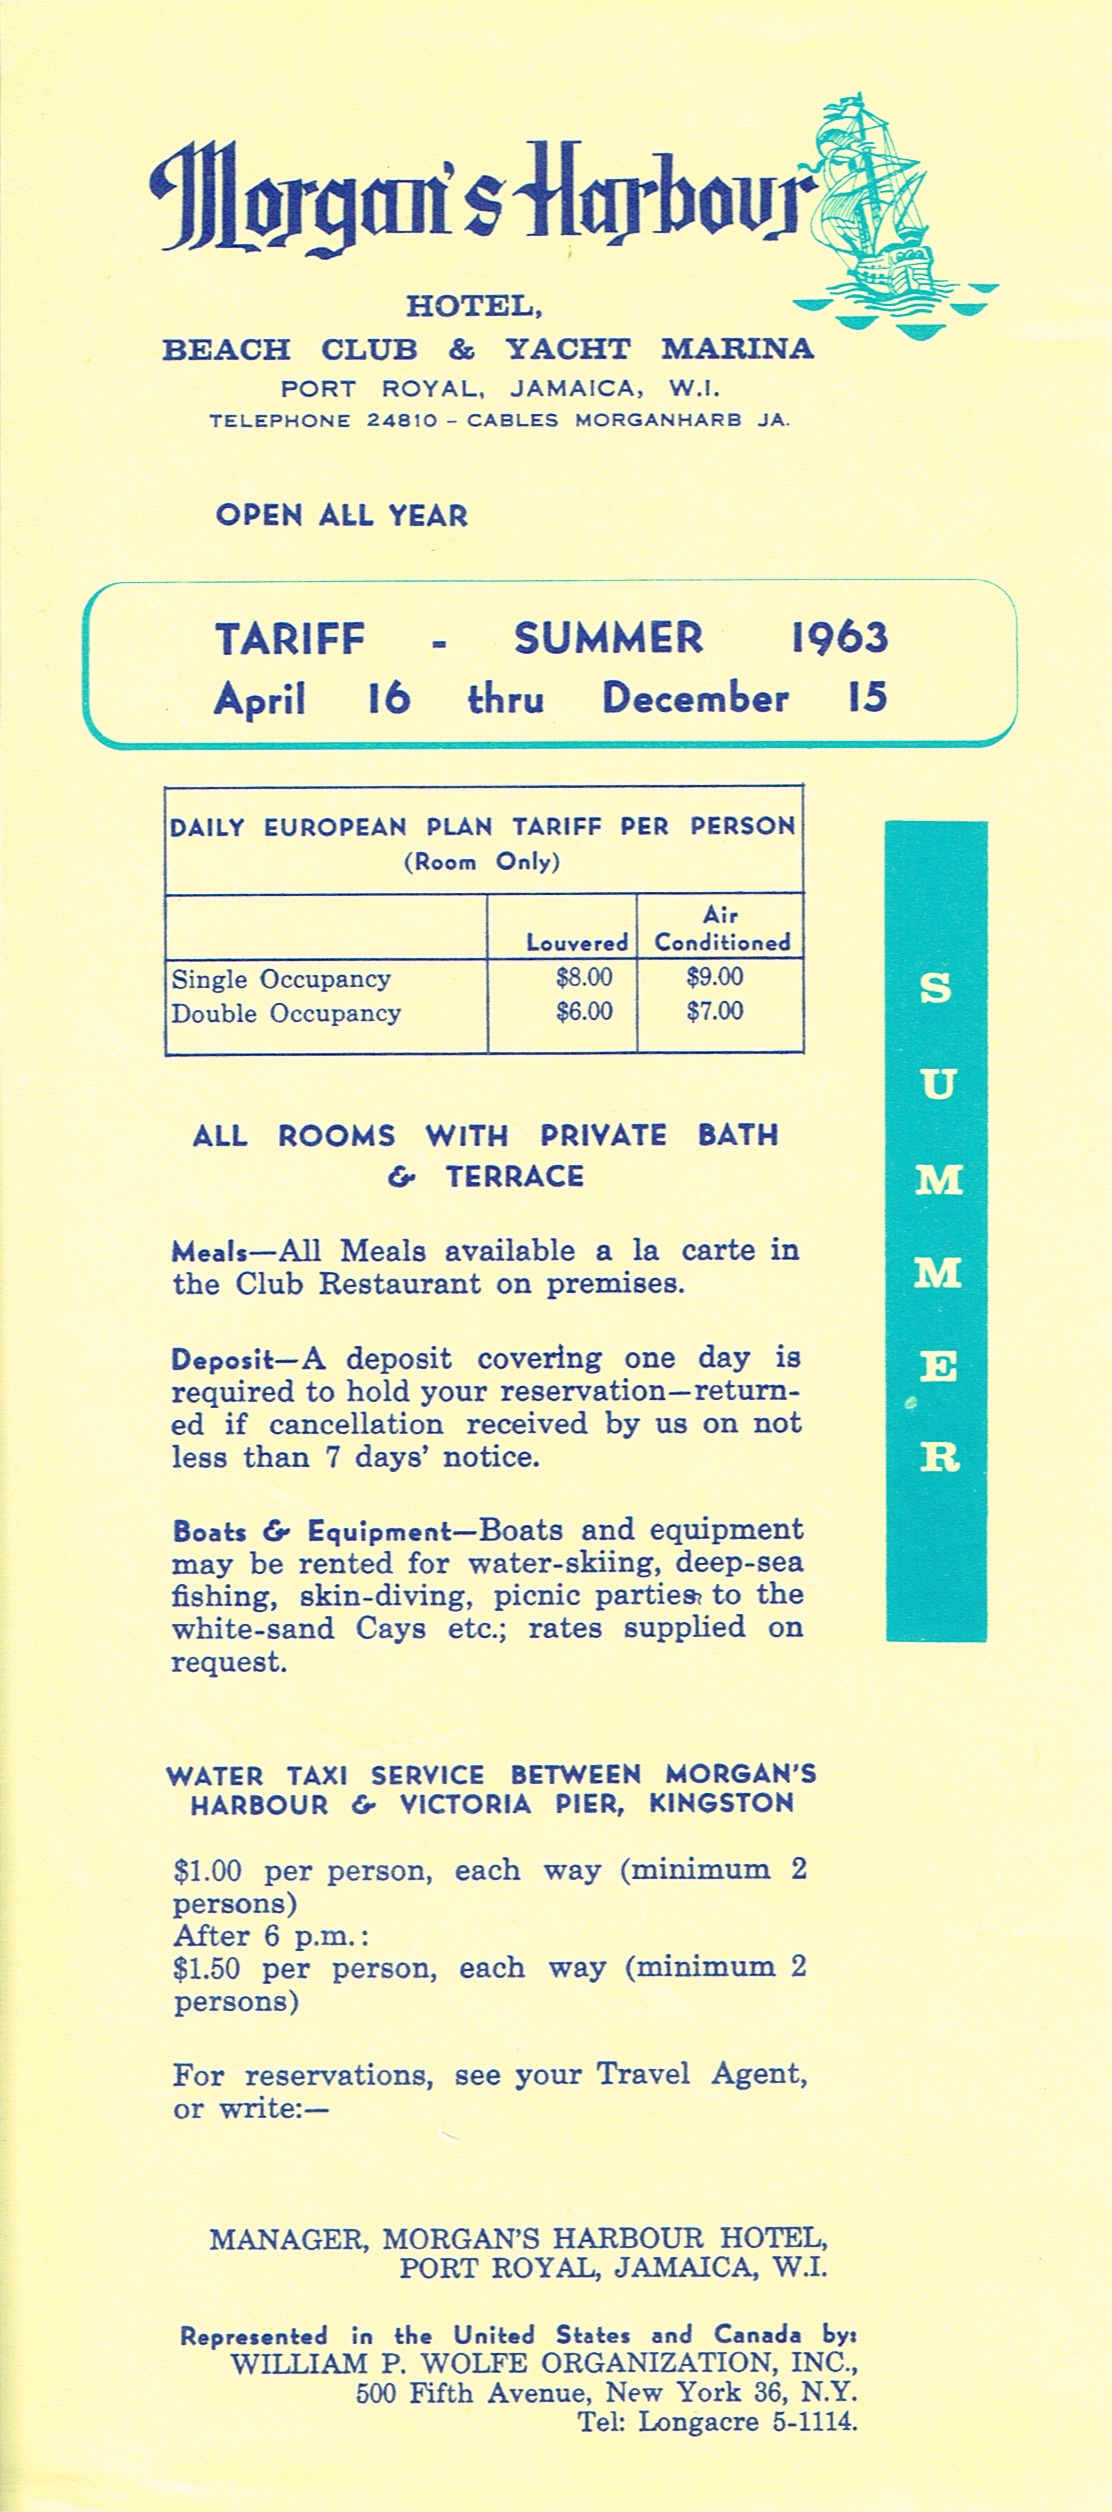 Morgan's Harbour
HOTEL,
BEACH CLUB & YACHT MARINA
PORT ROYAL, JAMAICA, W.I.
TELEPHONE 24810 – CABLES MORGANHARB JA.
OPEN ALL YEAR
TARIFF - SUMMER 1963
April 16 thru December 15
DAILY EUROPEAN PLAN TARIFF PER PERSON
(Room Only)
Louvered Air Conditioned
Single Occupancy $8.00 $9.00
Double Occupancy $6.00 $7.00
SUMMER
ALL ROOMS WITH PRIVATE BATH
& TERRACE
Meals—All Meals available a la carte in
the Club Restaurant on premises.
Deposit—A deposit covering one day is
required to hold your reservation—return-
ed if cancellation received by us on not
less than 7 days' notice.
Boats & Equipment—Boats and equipment
may be rented for water-skiing, deep-sea
fishing, skin-diving, picnic parties to the
white-sand Cays etc.; rates supplied on
request.
WATER TAXI SERVICE BETWEEN MORGAN'S
HARBOUR & VICTORIA PIER, KINGSTON
$1.00 per person, each way (minimum 2
persons)
After 6 p.m.:
$1.50 per person, each way (minimum 2
persons)
For reservations, see your Travel Agent,
or write:—
MANAGER, MORGAN'S HARBOUR HOTEL,
PORT ROYAL, JAMAICA, W.I.
Represented in the United States and Canada by:
WILLIAM P. WOLFE ORGANIZATION, INC.,
500 Fifth Avenue, New York 36, N.Y.
Tel: Longacre 5-1114.